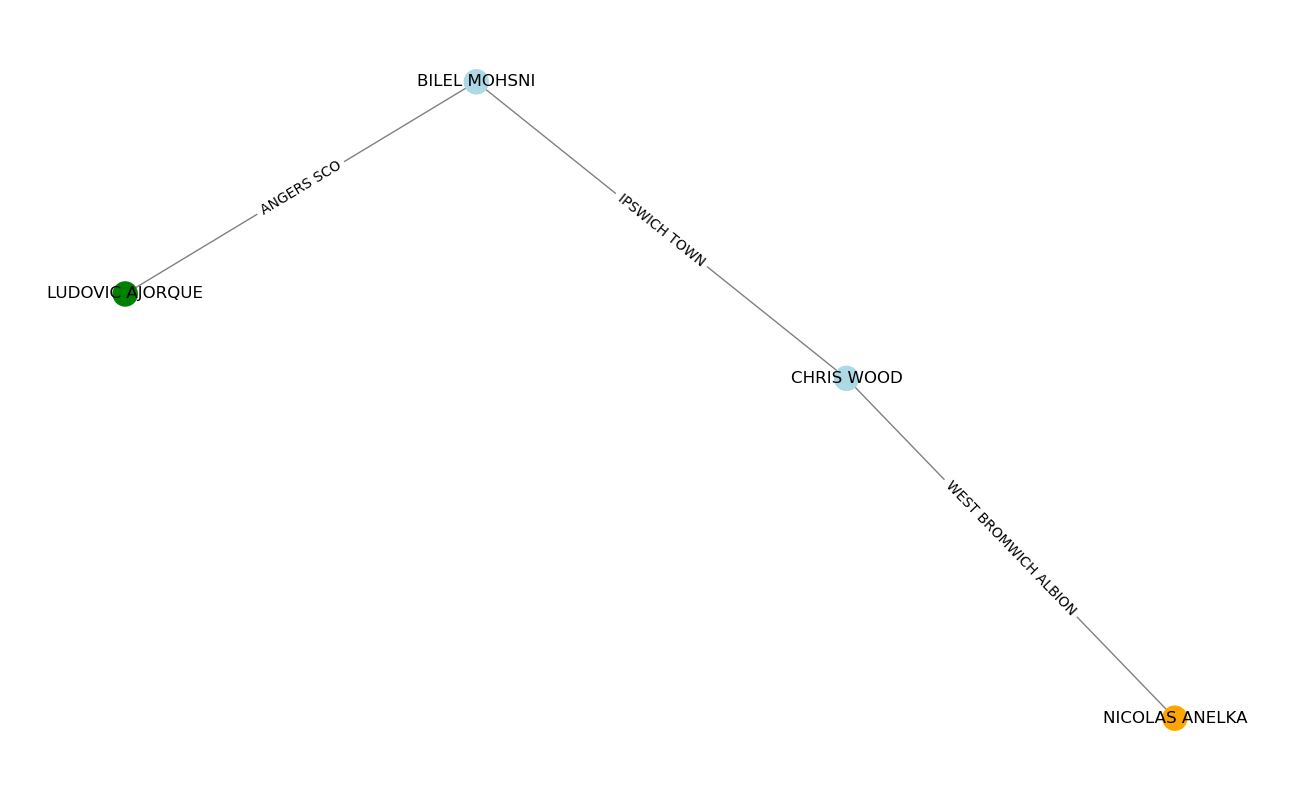 BILEL MOHSNI
ANGERS SCO
IPSWICH TOWN
LUDOVIC AJORQUE
CHRIS WOOD
WEST BROMWICH ALBION
NICOLAS ANELKA